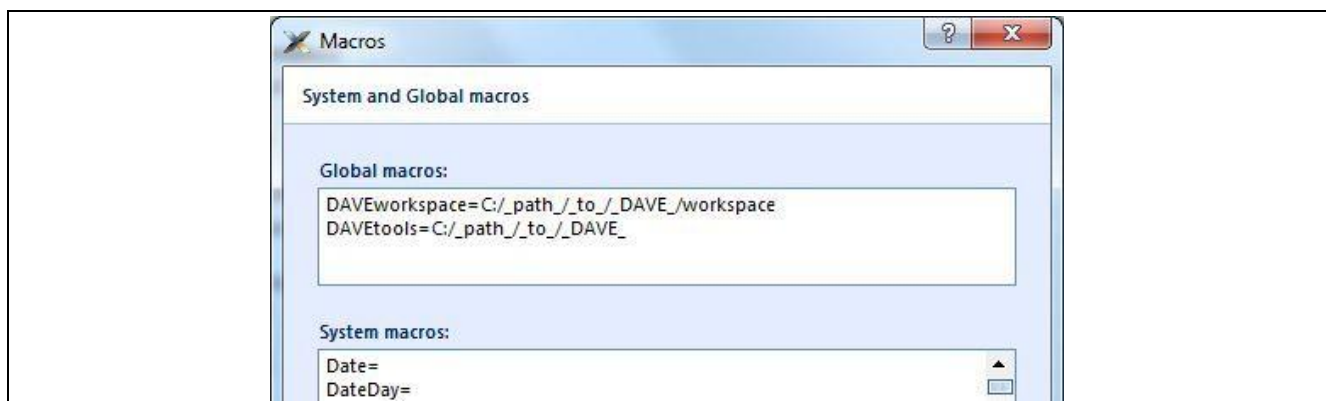 Macros
System and Global macros
Global macros:
DAVEworkspace=C:/_path_/_to_/_DAVE_/workspace
DAVEtools=C:/_path_/_to_/_DAVE_
System macros:
Date=
DateDay=